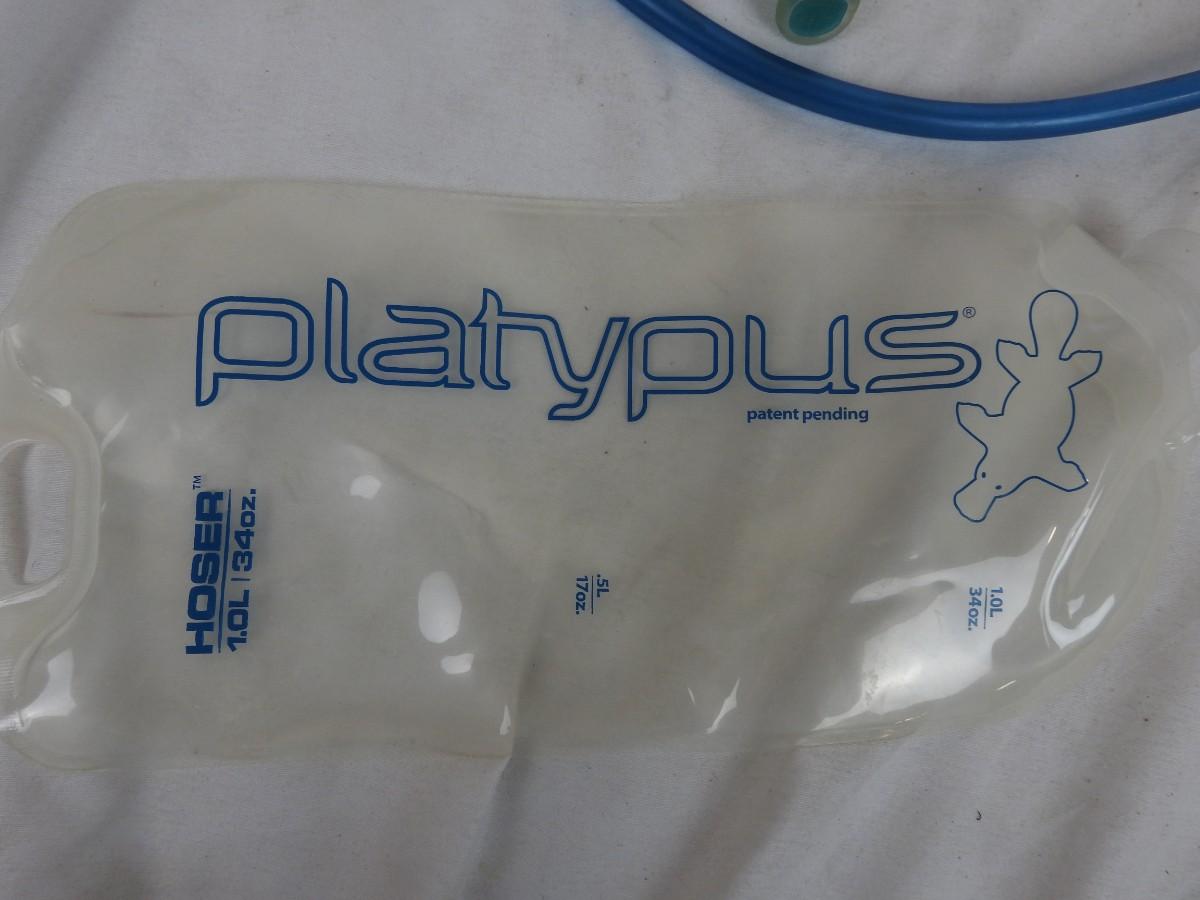 platypus®
patent pending
HOSER™
1.0L | 34oz.
.5L
17oz.
1.0L
34oz.